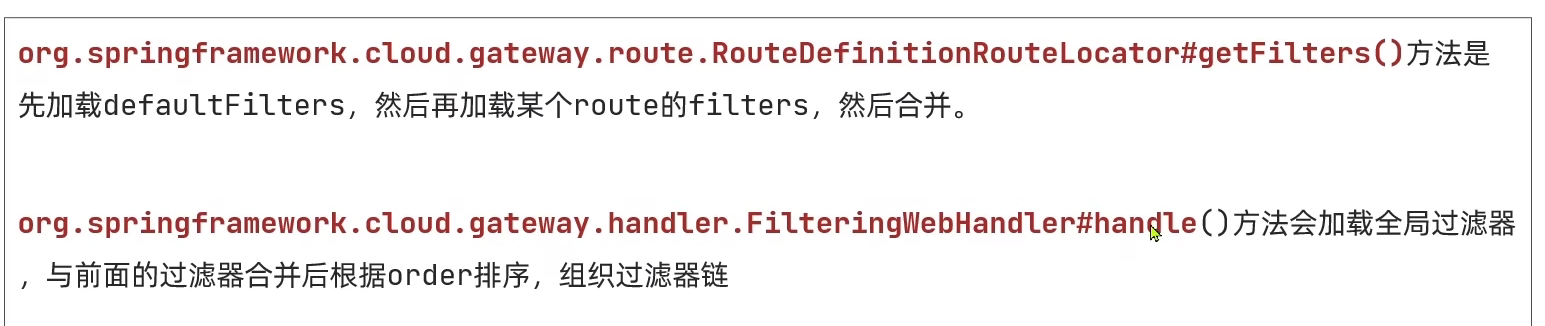 org.springframework.cloud.gateway.route.RouteDefinitionRouteLocator#getFilters()方法是
先加载defaultFilters，然后再加载某个route的filters，然后合并。
org.springframework.cloud.gateway.handler.FilteringWebHandler#handle()方法会加载全局过滤器
，与前面的过滤器合并后根据order排序，组织过滤器链